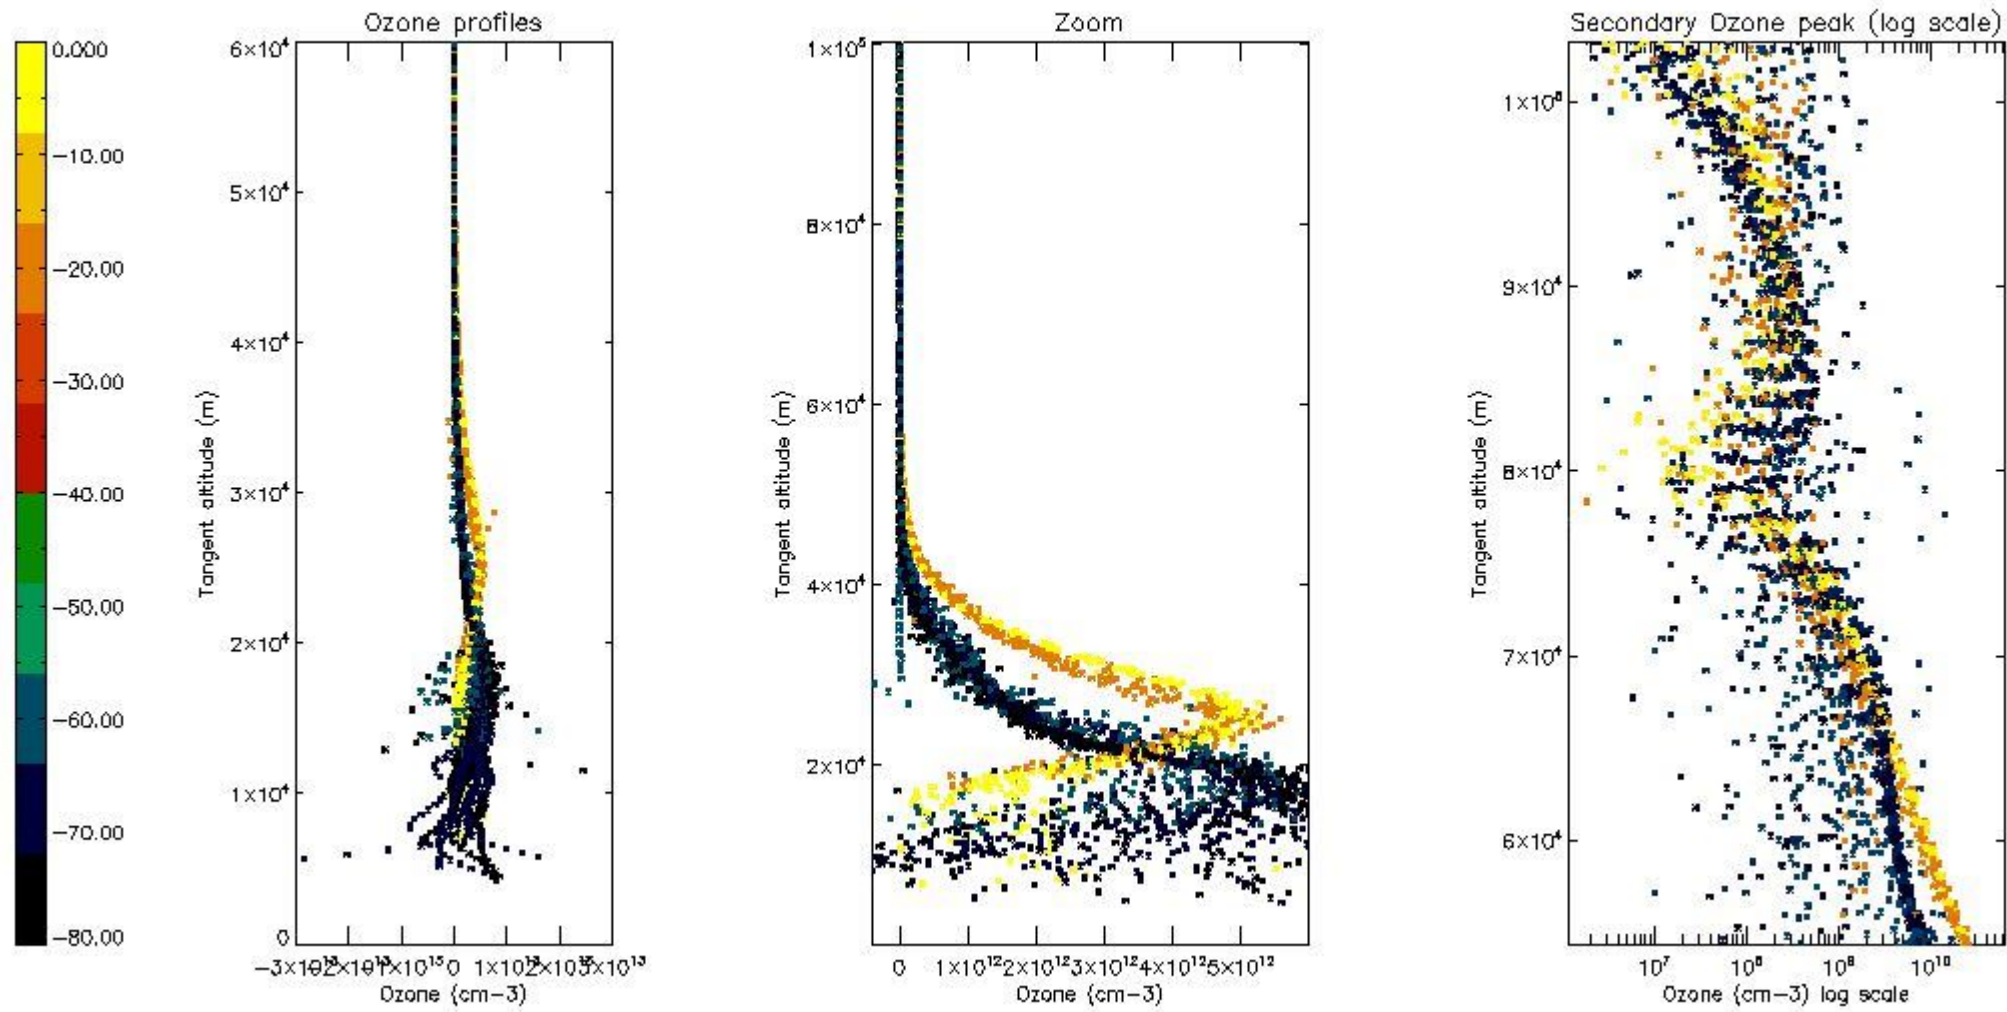 Ozone profiles
Zoom
Secondary Ozone peak (log scale)
0.000
−10.00
−20.00
−30.00
−40.00
−50.00
−60.00
−70.00
−80.00
6×10⁴
5×10⁴
4×10⁴
3×10⁴
2×10⁴
1×10⁴
0
Tangent altitude (m)
0
Ozone (cm−3)
1×10⁵
8×10⁴
6×10⁴
4×10⁴
2×10⁴
Tangent altitude (m)
0 1×10¹² 2×10¹² 3×10¹² 4×10¹² 5×10¹²
Ozone (cm−3)
9×10⁴
8×10⁴
7×10⁴
6×10⁴
Tangent altitude (m)
10⁷ 10⁸ 10⁹ 10¹⁰
Ozone (cm−3) log scale